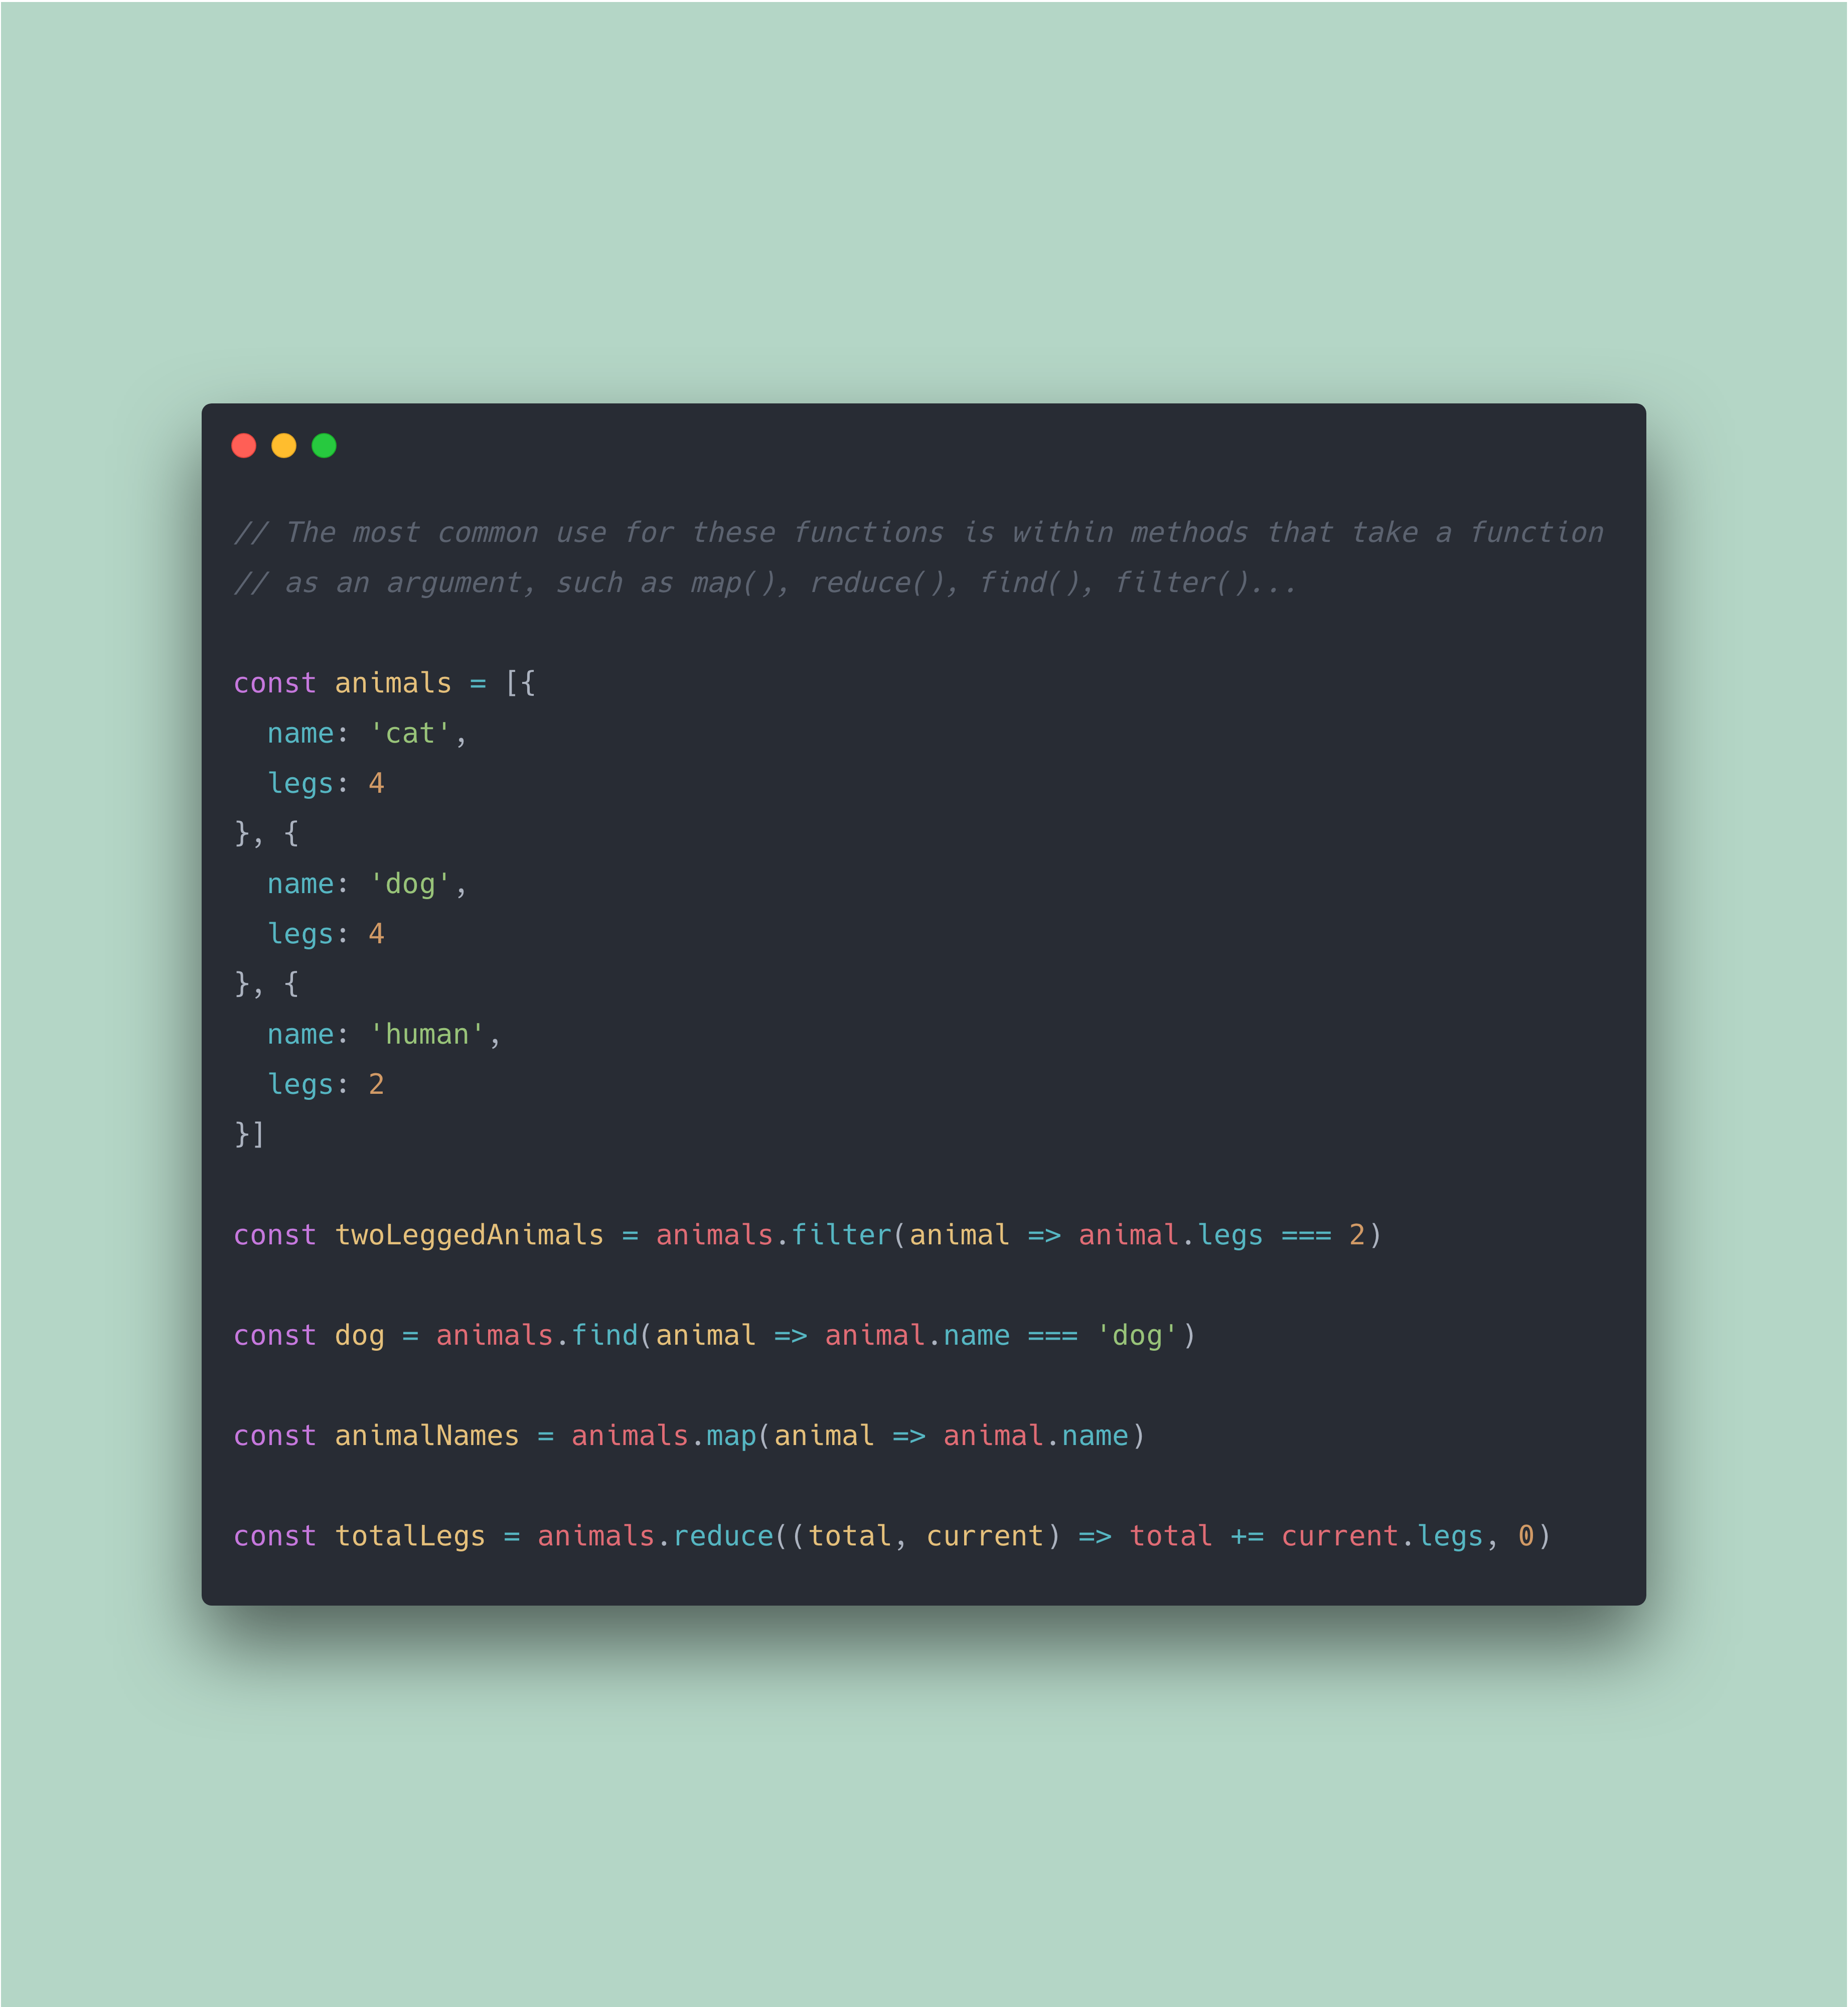 // The most common use for these functions is within methods that take a function
// as an argument, such as map(), reduce(), find(), filter()...
const animals = [{
  name: 'cat',
  legs: 4
}, {
  name: 'dog',
  legs: 4
}, {
  name: 'human',
  legs: 2
}]
const twoLeggedAnimals = animals.filter(animal => animal.legs === 2)
const dog = animals.find(animal => animal.name === 'dog')
const animalNames = animals.map(animal => animal.name)
const totalLegs = animals.reduce((total, current) => total += current.legs, 0)